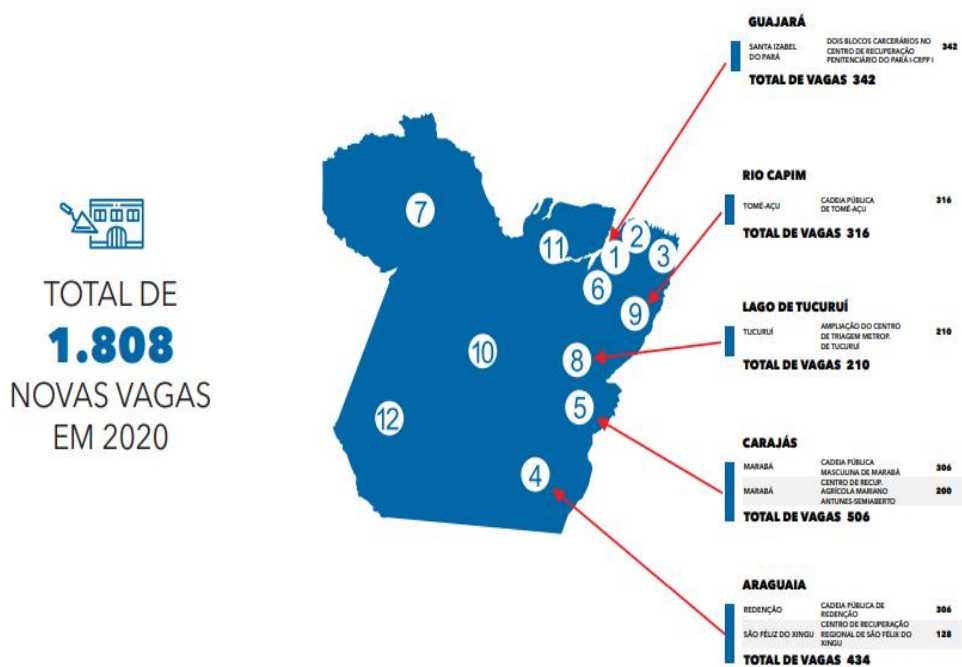 TOTAL DE
1.808
NOVAS VAGAS
EM 2020
7
11
2
1
3
6
9
10
8
5
12
4
GUAJARÁ
SANTA IZABEL
DO PARÁ
DOIS BLOCOS CARCERÁRIOS NO
CENTRO DE RECUPERAÇÃO
PENITENCIÁRIO DO PARÁ I-CRPP I
342
TOTAL DE VAGAS 342
RIO CAPIM
TOMÉ-AÇU
CADEIA PÚBLICA
DE TOMÉ-AÇU
316
TOTAL DE VAGAS 316
LAGO DE TUCURUÍ
TUCURUÍ
AMPLIAÇÃO DO CENTRO
DE TRIAGEM METROP.
DE TUCURUÍ
210
TOTAL DE VAGAS 210
CARAJÁS
MARABÁ
CADEIA PÚBLICA
MASCULINA DE MARABÁ
306
MARABÁ
CENTRO DE RECUP.
AGRÍCOLA MARIANO
ANTUNES-SEMIABERTO
200
TOTAL DE VAGAS 506
ARAGUAIA
REDENÇÃO
CADEIA PÚBLICA DE
REDENÇÃO
306
SÃO FÉLIZ DO XINGU
CENTRO DE RECUPERAÇÃO
REGIONAL DE SÃO FÉLIX DO
XINGU
128
TOTAL DE VAGAS 434